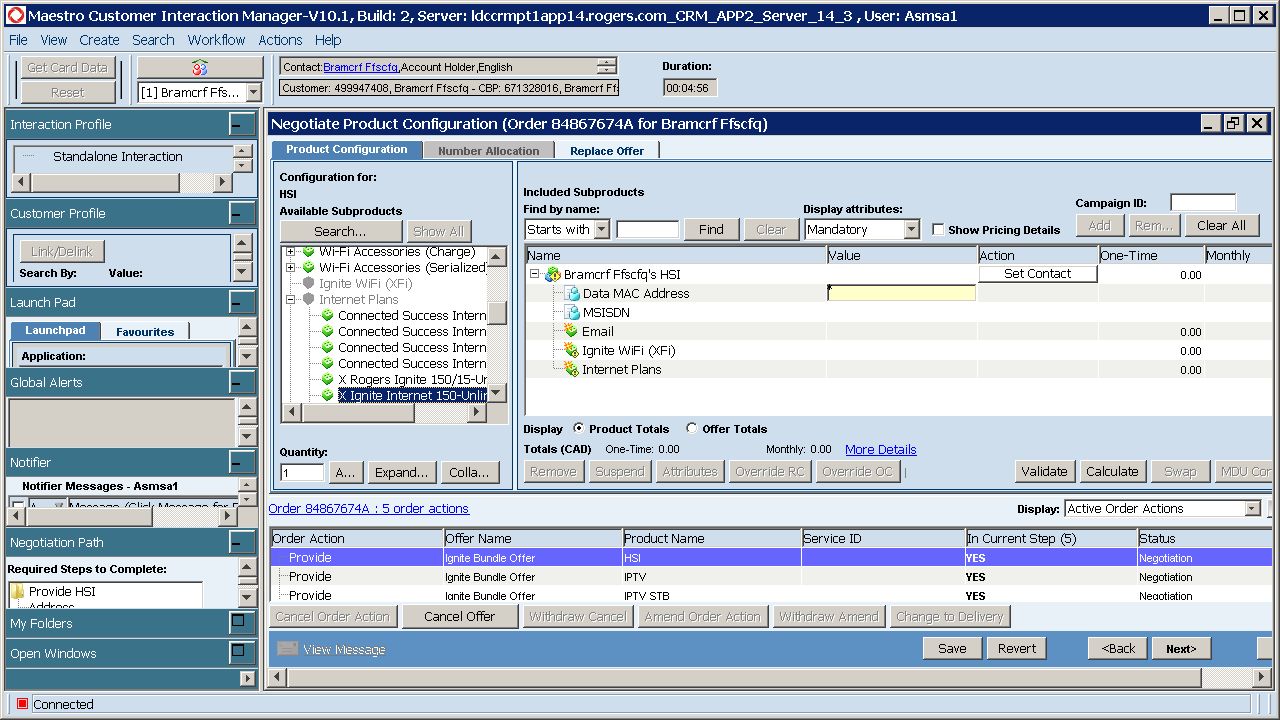 Maestro Customer Interaction Manager-V10.1, Build: 2, Server: ldccrmpt1app14.rogers.com_CRM_APP2_Server_14_3 , User: Asmsa1
File View Create Search Workflow Actions Help
Get Card Data
Reset
[1] Bramcrf Ffs...
Contact:Bramcrf Ffscfq,Account Holder,English
Customer: 499947408, Bramcrf Ffscfq - CBP: 671328016, Bramcrf Ff
Duration:
00:04:56
Interaction Profile
Standalone Interaction
Customer Profile
Link/Delink
Search By: Value:
Launch Pad
Launchpad Favourites
Application:
Global Alerts
Notifier
Notifier Messages - Asmsa1
Negotiation Path
Required Steps to Complete:
Provide HSI
Address
My Folders
Open Windows
Negotiate Product Configuration (Order 84867674A for Bramcrf Ffscfq)
Product Configuration Number Allocation Replace Offer
Configuration for:
HSI
Available Subproducts
Search... Show All
Wi-Fi Accessories (Charge)
Wi-Fi Accessories (Serialized
Ignite WiFi (XFi)
Internet Plans
Connected Success Intern
Connected Success Intern
Connected Success Intern
Connected Success Intern
X Rogers Ignite 150/15-Ur
X Ignite Internet 150-Unlin
Quantity:
1 A... Expand... Colla...
Included Subproducts
Find by name: Display attributes: Campaign ID:
Starts with Find Clear Mandatory Show Pricing Details Add Rem... Clear All
Name Value Action One-Time Monthly
Bramcrf Ffscfq's HSI Set Contact 0.00
Data MAC Address
MSISDN
Email 0.00
Ignite WiFi (XFi) 0.00
Internet Plans 0.00
Display Product Totals Offer Totals
Totals (CAD) One-Time: 0.00 Monthly: 0.00 More Details
Remove Suspend Attributes Override RC Override OC Validate Calculate Swap MDU Cor
Order 84867674A : 5 order actions
Display: Active Order Actions
Order Action Offer Name Product Name Service ID In Current Step (5) Status
Provide Ignite Bundle Offer HSI YES Negotiation
Provide Ignite Bundle Offer IPTV YES Negotiation
Provide Ignite Bundle Offer IPTV STB YES Negotiation
Cancel Order Action Cancel Offer Withdraw Cancel Amend Order Action Withdraw Amend Change to Delivery
View Message Save Revert <Back Next>
Connected